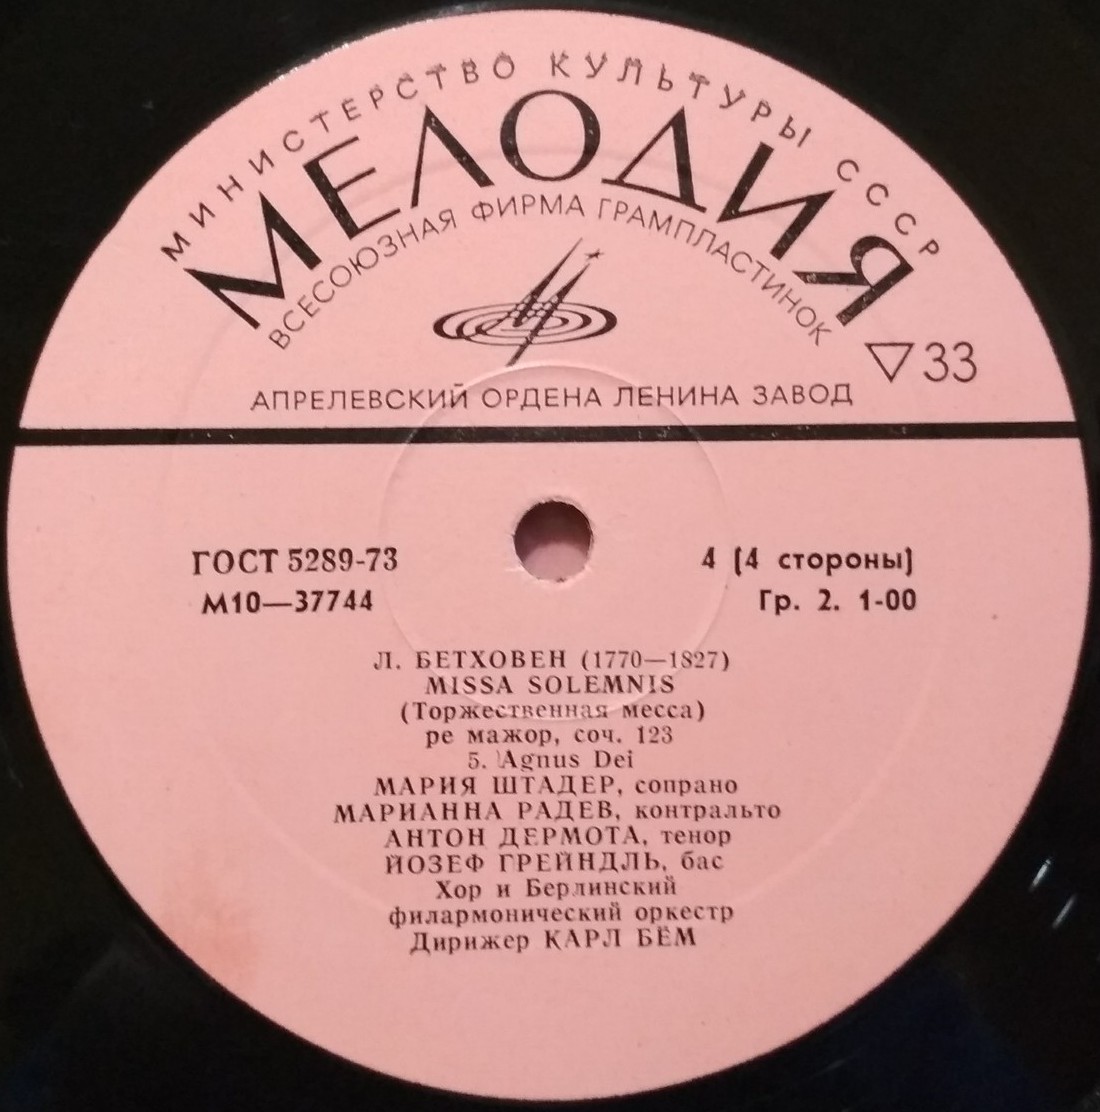 МИНИСТЕРСТВО КУЛЬТУРЫ СССР
МЕЛОДИЯ
ВСЕСОЮЗНАЯ ФИРМА ГРАМПЛАСТИНОК
▽33
АПРЕЛЕВСКИЙ ОРДЕНА ЛЕНИНА ЗАВОД
ГОСТ 5289-73
4 (4 стороны)
М10—37744
Гр. 2. 1-00
Л. БЕТХОВЕН (1770—1827)
MISSA SOLEMNIS
(Торжественная месса)
ре мажор, соч. 123
5. Agnus Dei
МАРИЯ ШТАДЕР, сопрано
МАРИАННА РАДЕВ, контральто
АНТОН ДЕРМОТА, тенор
ЙОЗЕФ ГРЕЙНДЛЬ, бас
Хор и Берлинский
филармонический оркестр
Дирижер КАРЛ БЁМ